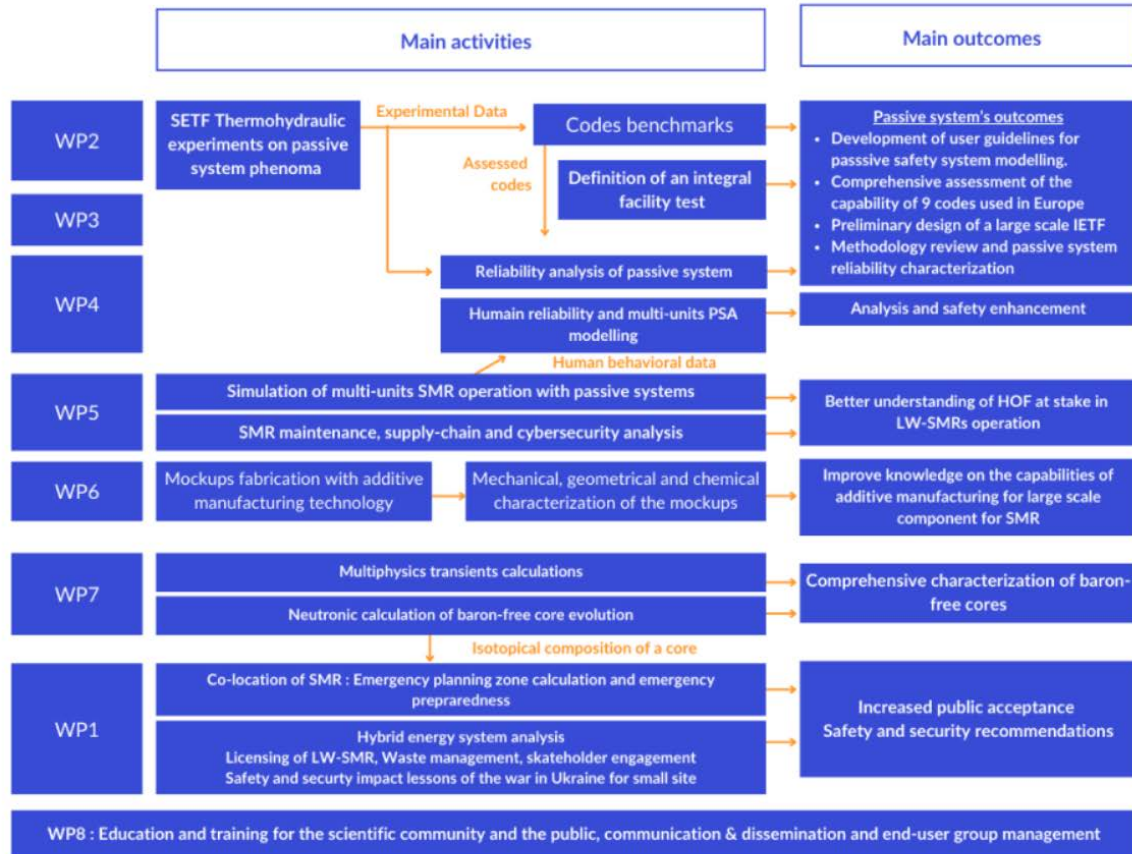 Main activities
Main outcomes
WP2
SETF Thermohydraulic
experiments on passive
system phenoma
Experimental Data
Codes benchmarks
Assessed
codes
Definition of an integral
facility test
Passive system's outcomes
• Development of user guidelines for
passsive safety system modelling.
• Comprehensive assessment of the
capability of 9 codes used in Europe
• Preliminary design of a large scale IETF
• Methodology review and passive system
reliability characterization
WP3
WP4
Reliability analysis of passive system
Humain reliability and multi-units PSA
modelling
Analysis and safety enhancement
Human behavioral data
WP5
Simulation of multi-units SMR operation with passive systems
SMR maintenance, supply-chain and cybersecurity analysis
Better understanding of HOF at stake in
LW-SMRs operation
WP6
Mockups fabrication with additive
manufacturing technology
Mechanical, geometrical and chemical
characterization of the mockups
Improve knowledge on the capabilities of
additive manufacturing for large scale
component for SMR
WP7
Multiphysics transients calculations
Neutronic calculation of baron-free core evolution
Comprehensive characterization of baron-
free cores
Isotopical composition of a core
WP1
Co-location of SMR : Emergency planning zone calculation and emergency
prepraredness
Hybrid energy system analysis
Licensing of LW-SMR, Waste management, skateholder engagement
Safety and securty impact lessons of the war in Ukraine for small site
Increased public acceptance
Safety and security recommendations
WP8 : Education and training for the scientific community and the public, communication & dissemination and end-user group management